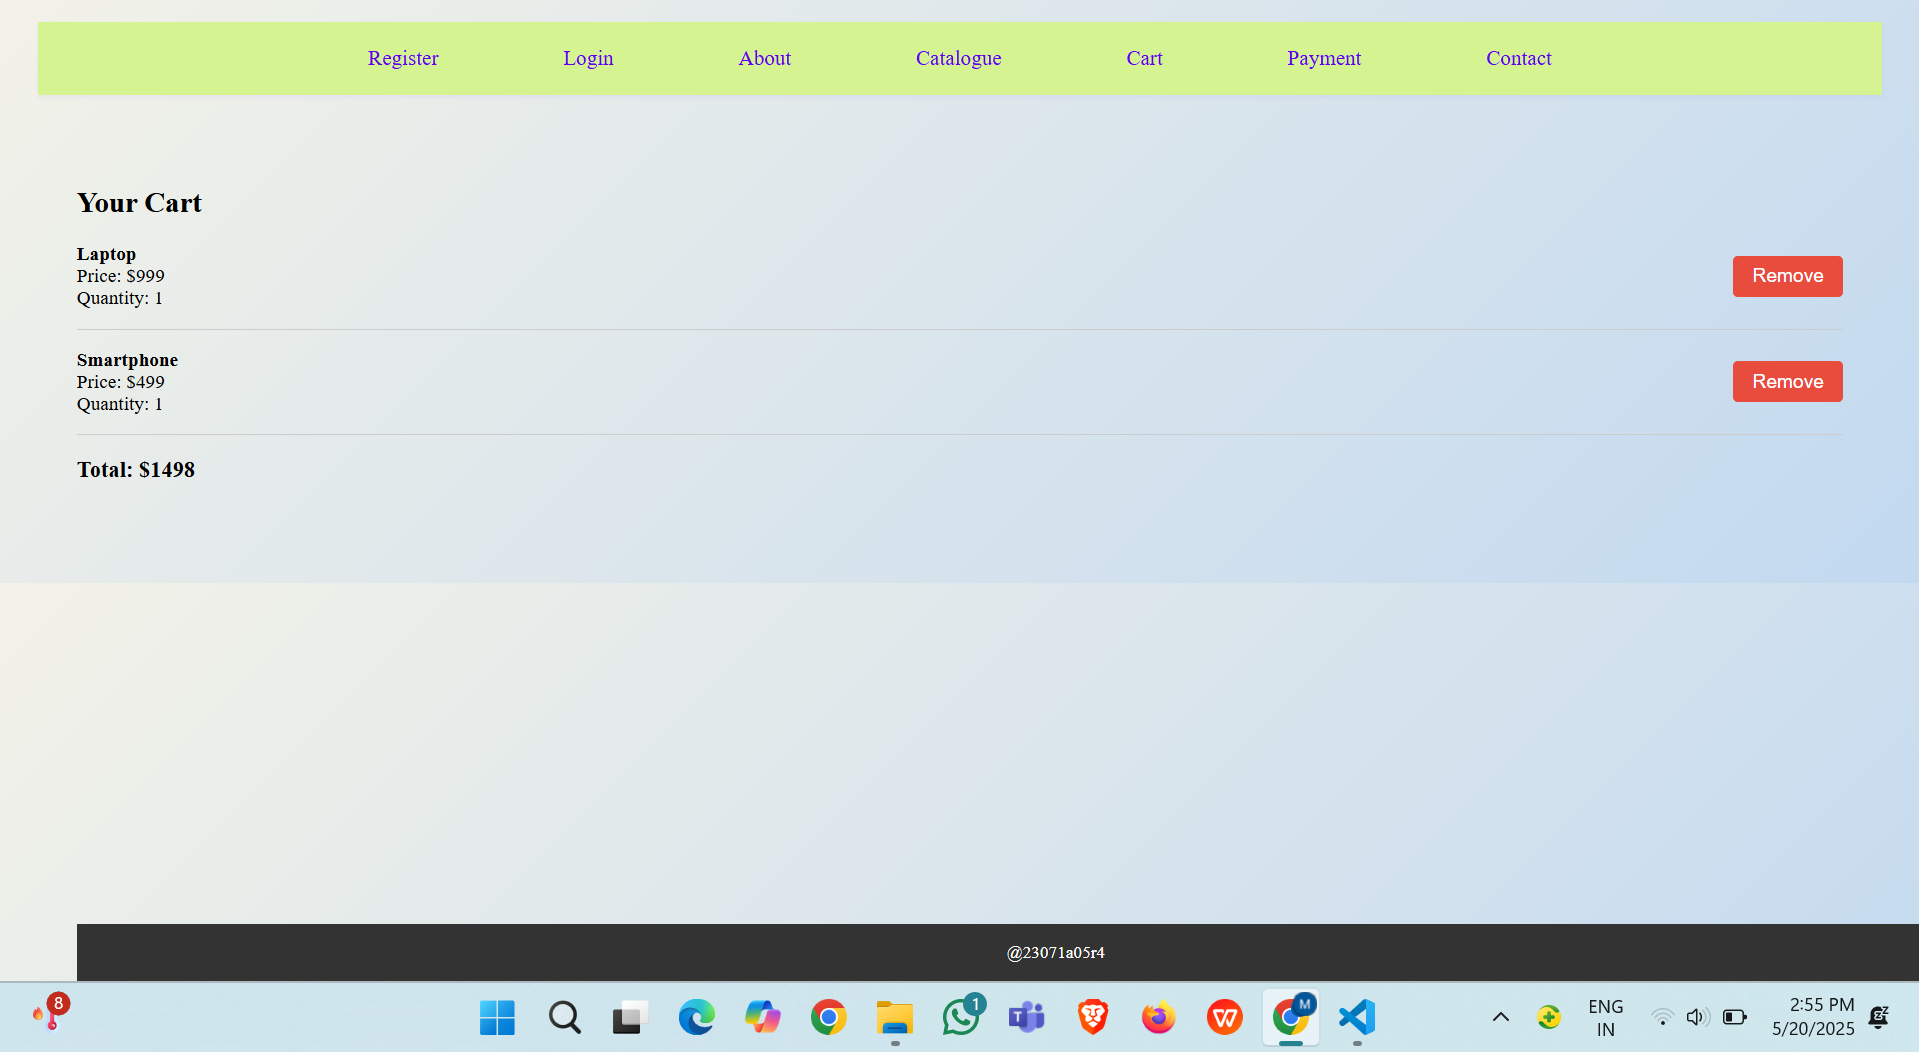 Register Login About Catalogue Cart Payment Contact
Your Cart
Laptop
Price: $999
Quantity: 1
Remove
Smartphone
Price: $499
Quantity: 1
Remove
Total: $1498
@23071a05r4
8
1
T
M
ENG
IN
2:55 PM
5/20/2025